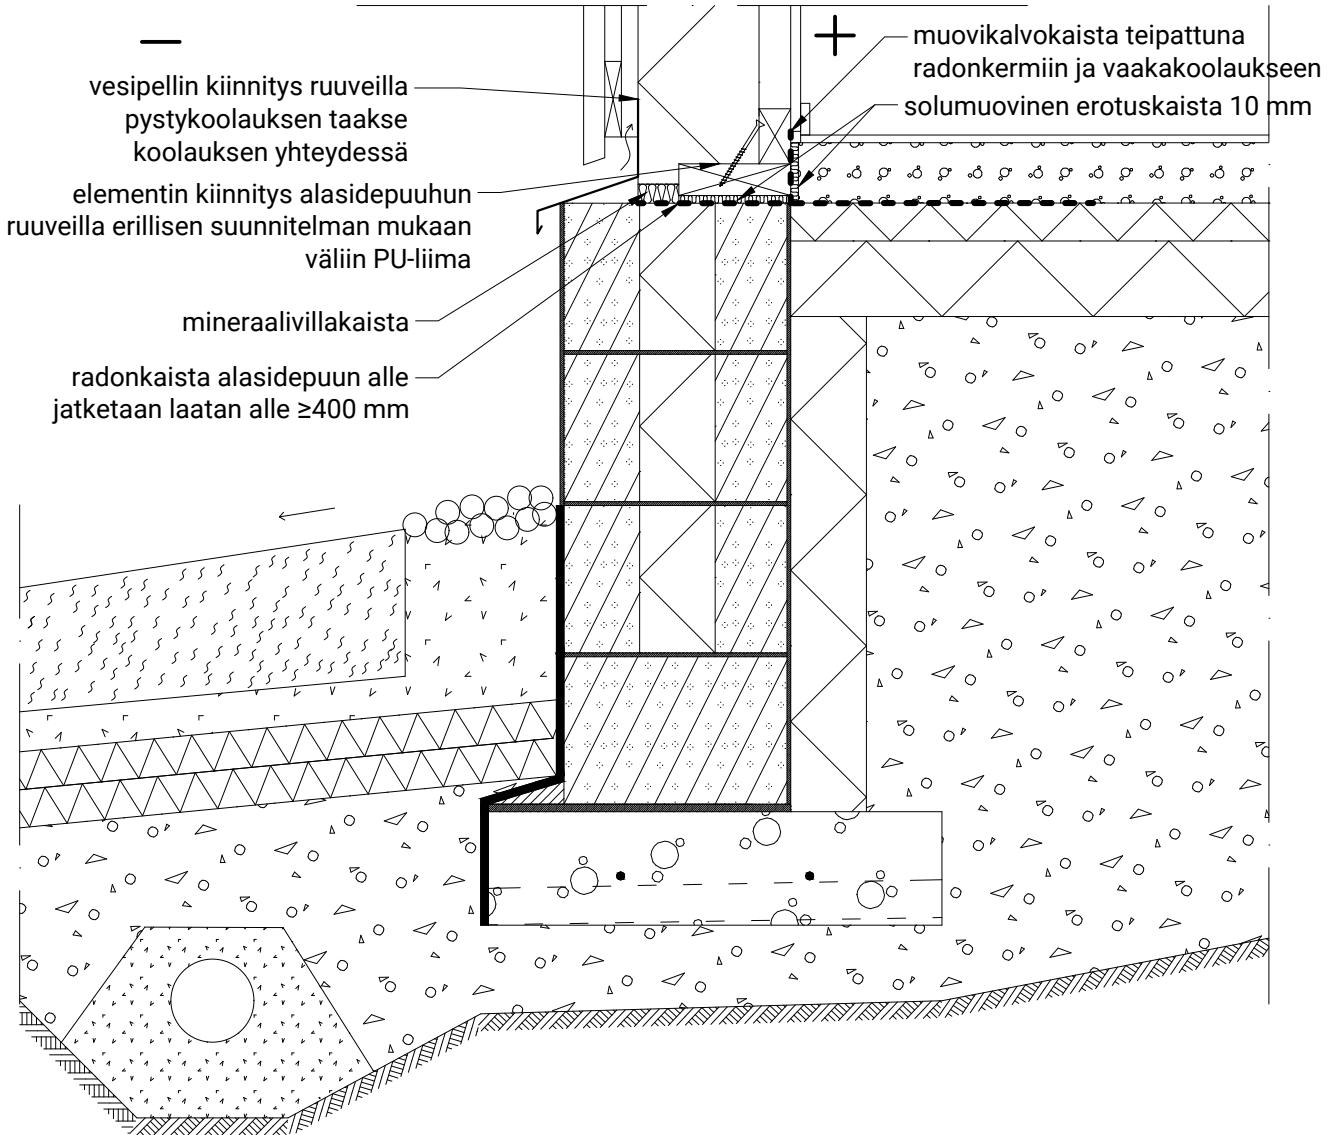 −
+
muovikalvokaista teipattuna
radonkermiin ja vaakakoolaukseen
solumuovinen erotuskaista 10 mm
vesipellin kiinnitys ruuveilla
pystykoolauksen taakse
koolauksen yhteydessä
elementin kiinnitys alasidepuuhun
ruuveilla erillisen suunnitelman mukaan
väliin PU-liima
mineraalivillakaista
radonkaista alasidepuun alle
jatketaan laatan alle ≥400 mm